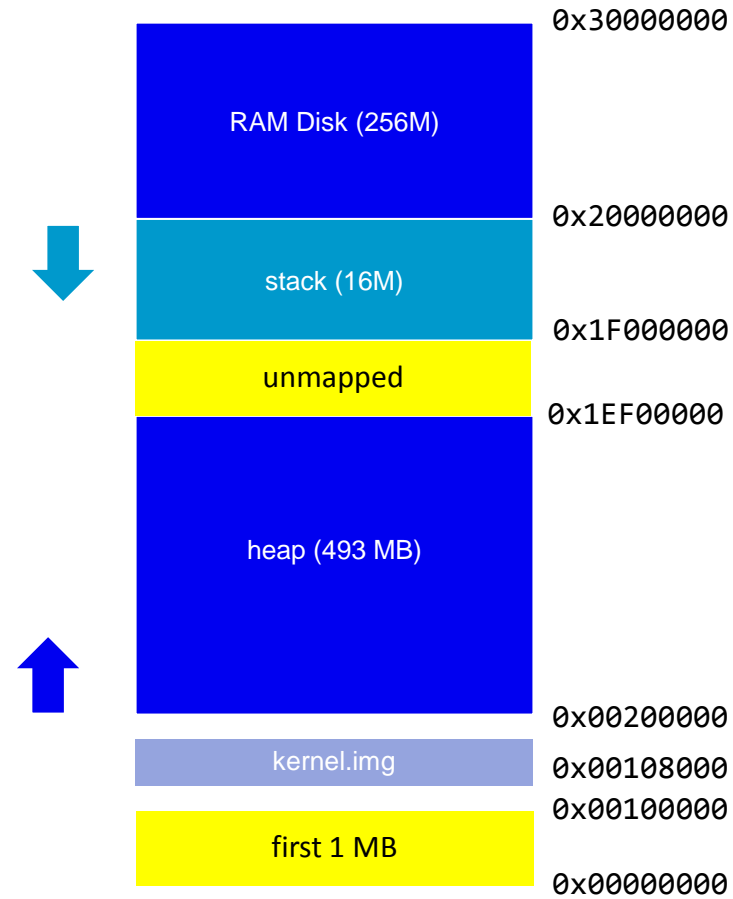 0x30000000
RAM Disk (256M)
0x20000000
stack (16M)
0x1F000000
unmapped
0x1EF00000
heap (493 MB)
0x00200000
kernel.img
0x00108000
0x00100000
first 1 MB
0x00000000